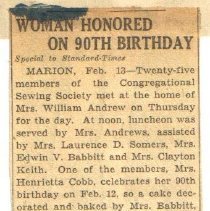 WOMAN HONORED
ON 90TH BIRTHDAY
Special to Standard-Times
MARION, Feb. 13—Twenty-five
members of the Congregational
Sewing Society met at the home of
Mrs. William Andrew on Thursday
for the day. At noon, luncheon was
served by Mrs. Andrews, assisted
by Mrs. Laurence D. Somers, Mrs.
Edwin V. Babbitt and Mrs. Clayton
Keith. One of the members, Mrs.
Henrietta Cobb, celebrates her 90th
birthday on Feb. 12, so a cake dec-
orated and baked by Mrs. Babbitt,